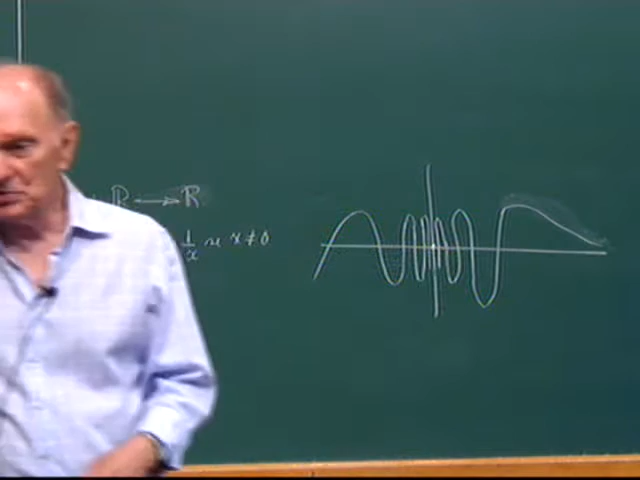 ℝ → ℝ
1/x se x≠0